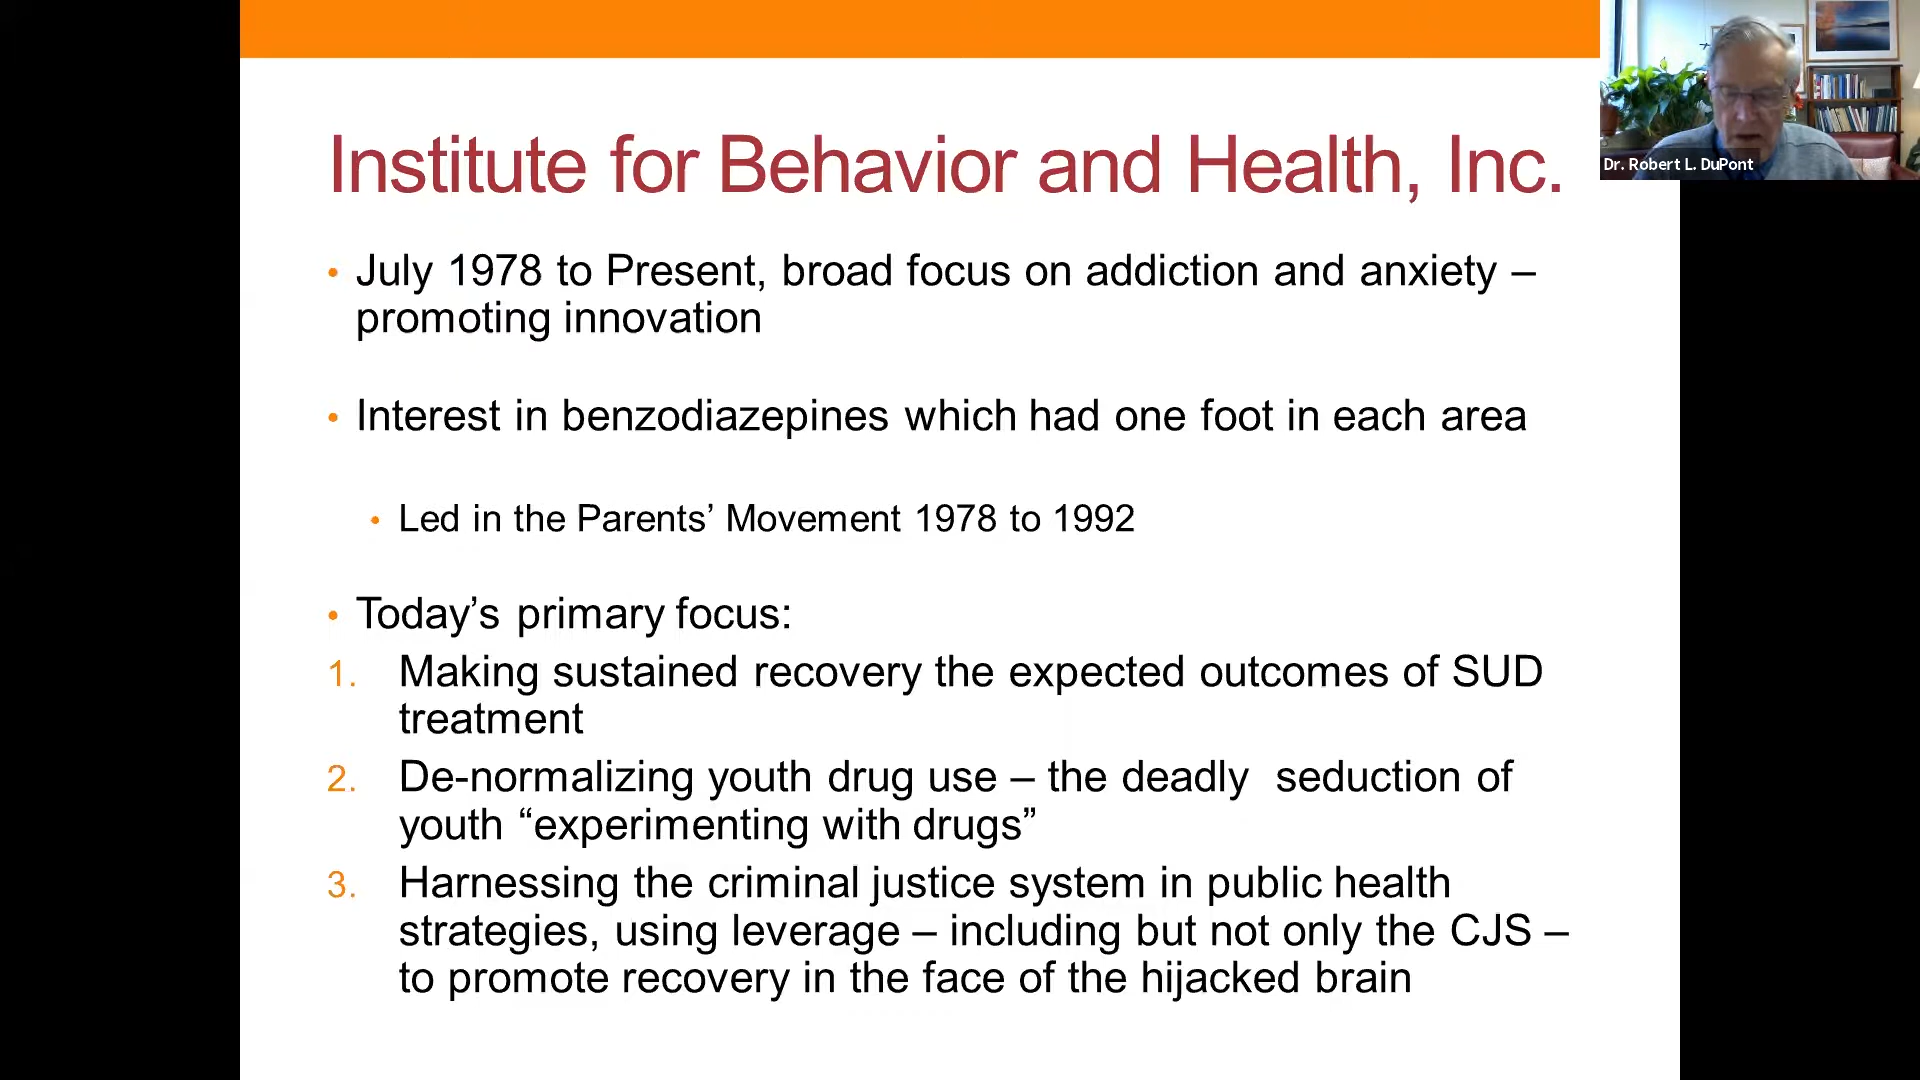 Institute for Behavior and Health, Inc.
• July 1978 to Present, broad focus on addiction and anxiety –
promoting innovation
• Interest in benzodiazepines which had one foot in each area
• Led in the Parents’ Movement 1978 to 1992
• Today’s primary focus:
1. Making sustained recovery the expected outcomes of SUD
treatment
2. De-normalizing youth drug use – the deadly  seduction of
youth “experimenting with drugs”
3. Harnessing the criminal justice system in public health
strategies, using leverage – including but not only the CJS –
to promote recovery in the face of the hijacked brain
Dr. Robert L. DuPont